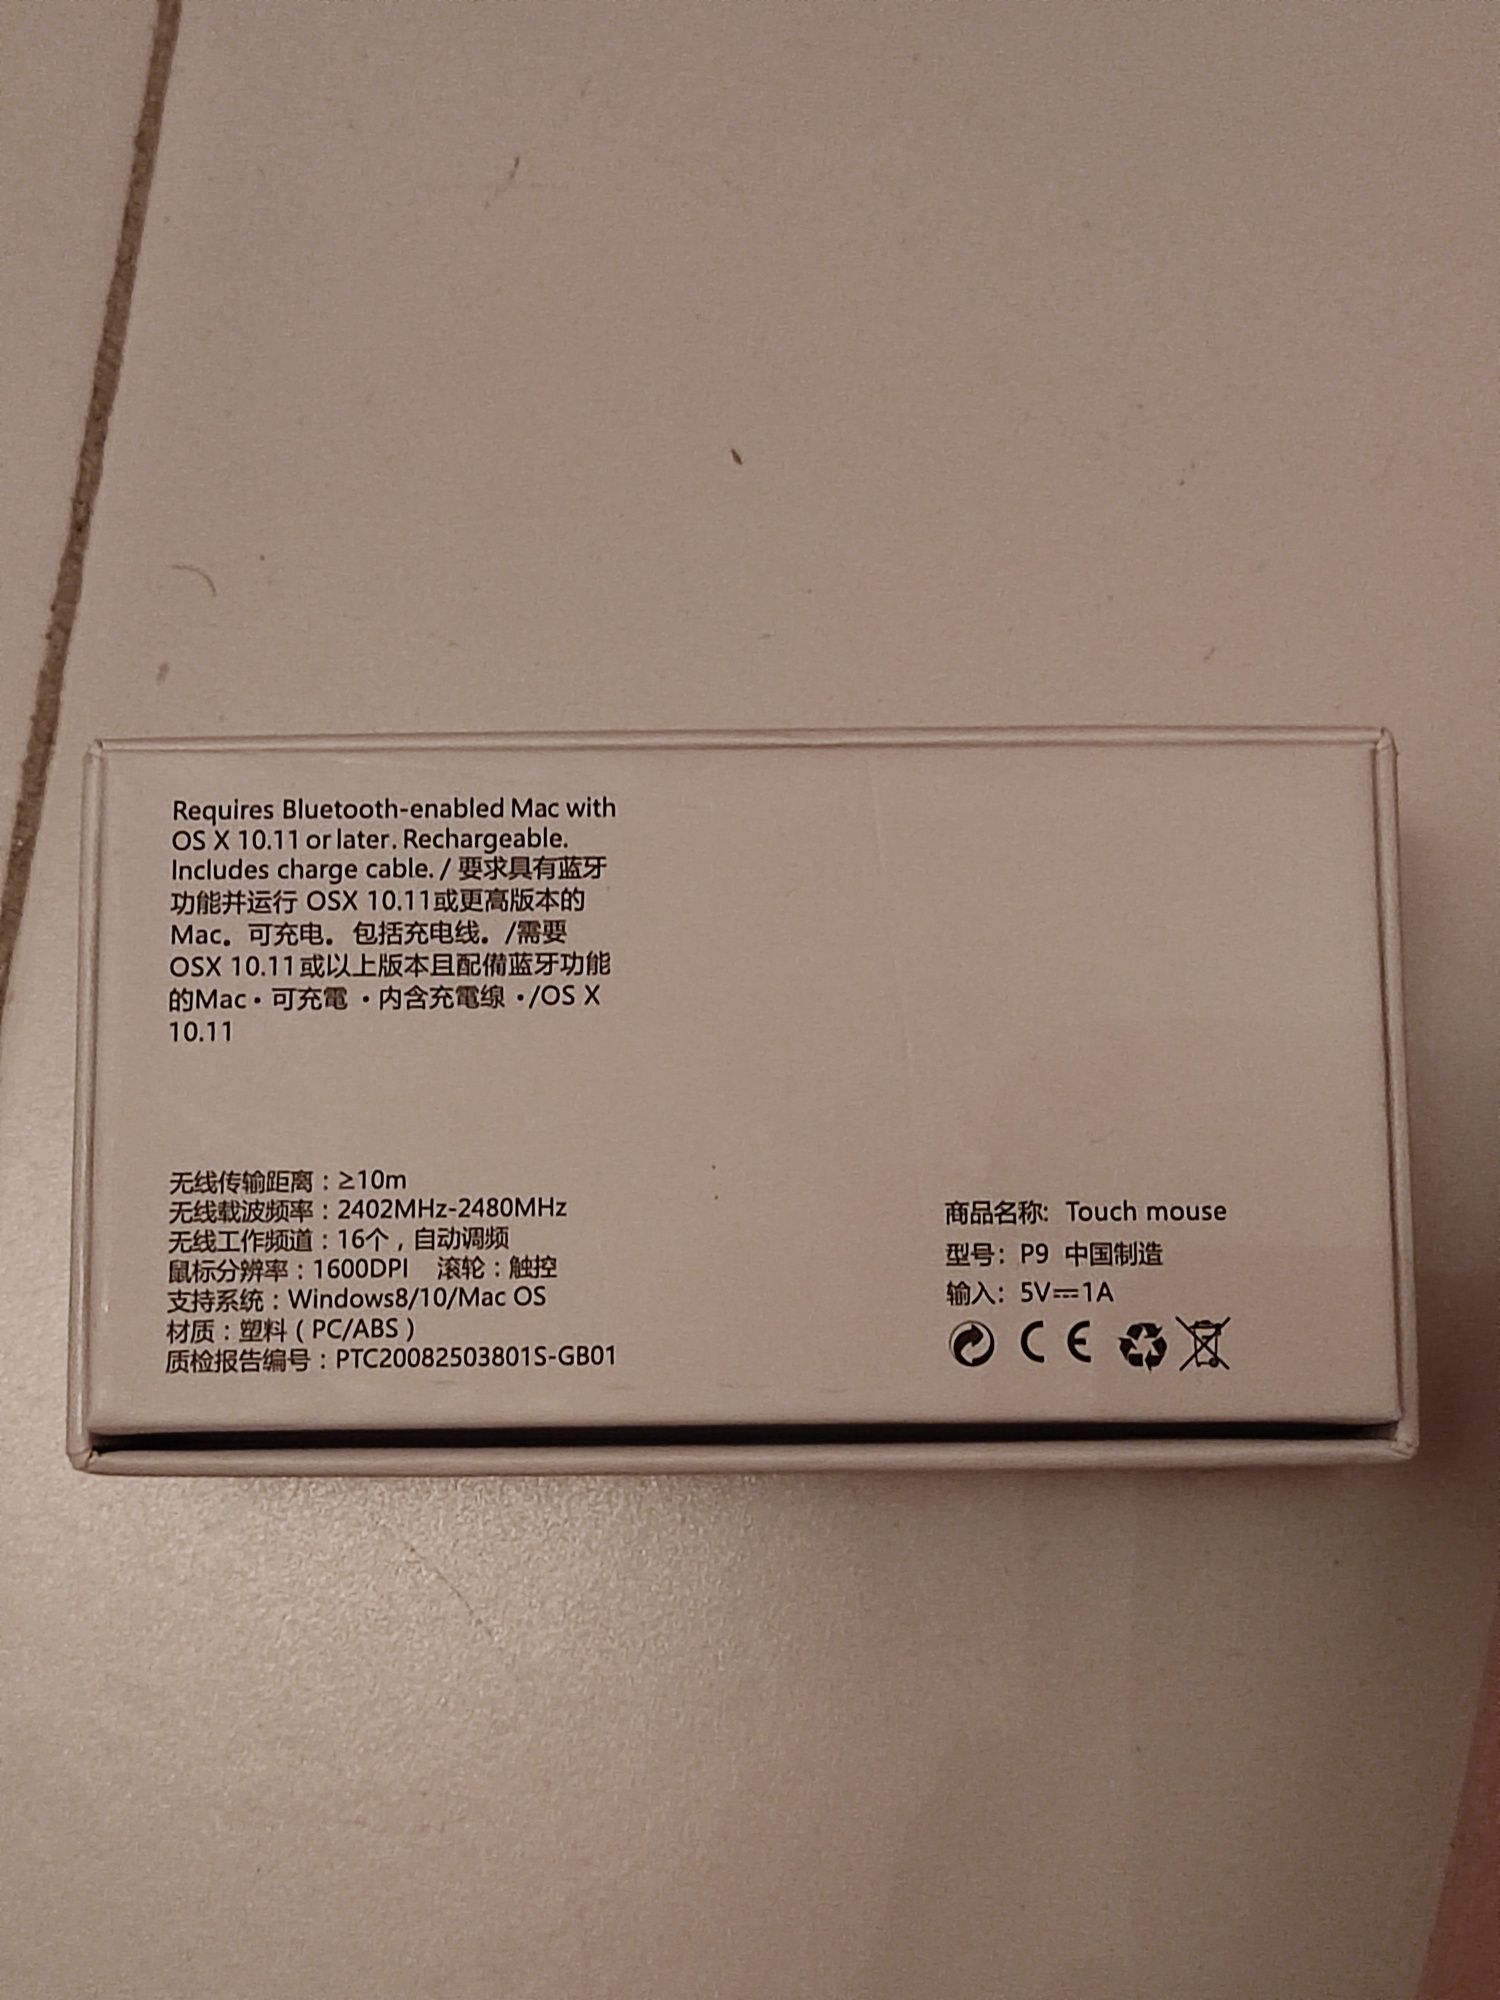 Requires Bluetooth-enabled Mac with
OS X 10.11 or later. Rechargeable.
Includes charge cable. / 要求具有蓝牙
功能并运行 OSX 10.11或更高版本的
Mac。可充电。包括充电线。/需要
OSX 10.11或以上版本且配備蓝牙功能
的Mac・可充電・内含充電線・/OS X
10.11
无线传输距离：≥10m
无线载波频率：2402MHz-2480MHz
无线工作频道：16个，自动调频
鼠标分辨率：1600DPI 滚轮：触控
支持系统：Windows8/10/Mac OS
材质：塑料（PC/ABS）
质检报告编号：PTC20082503801S-GB01
商品名称: Touch mouse
型号：P9 中国制造
输入：5V⎓1A
CE